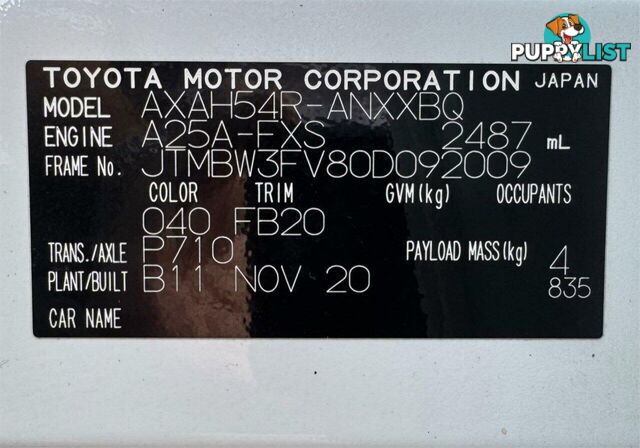 PUPPYLIST
TOYOTA MOTOR CORPORATION JAPAN
MODEL AXAH54R-ANXXBQ
ENGINE A25A-FXS 2487 mL
FRAME No. JTMBW3FV80D092009
COLOR TRIM GVM(kg) OCCUPANTS
040 FB20
TRANS./AXLE P710 PAYLOAD MASS(kg) 4
PLANT/BUILT B11 NOV 20 835
CAR NAME